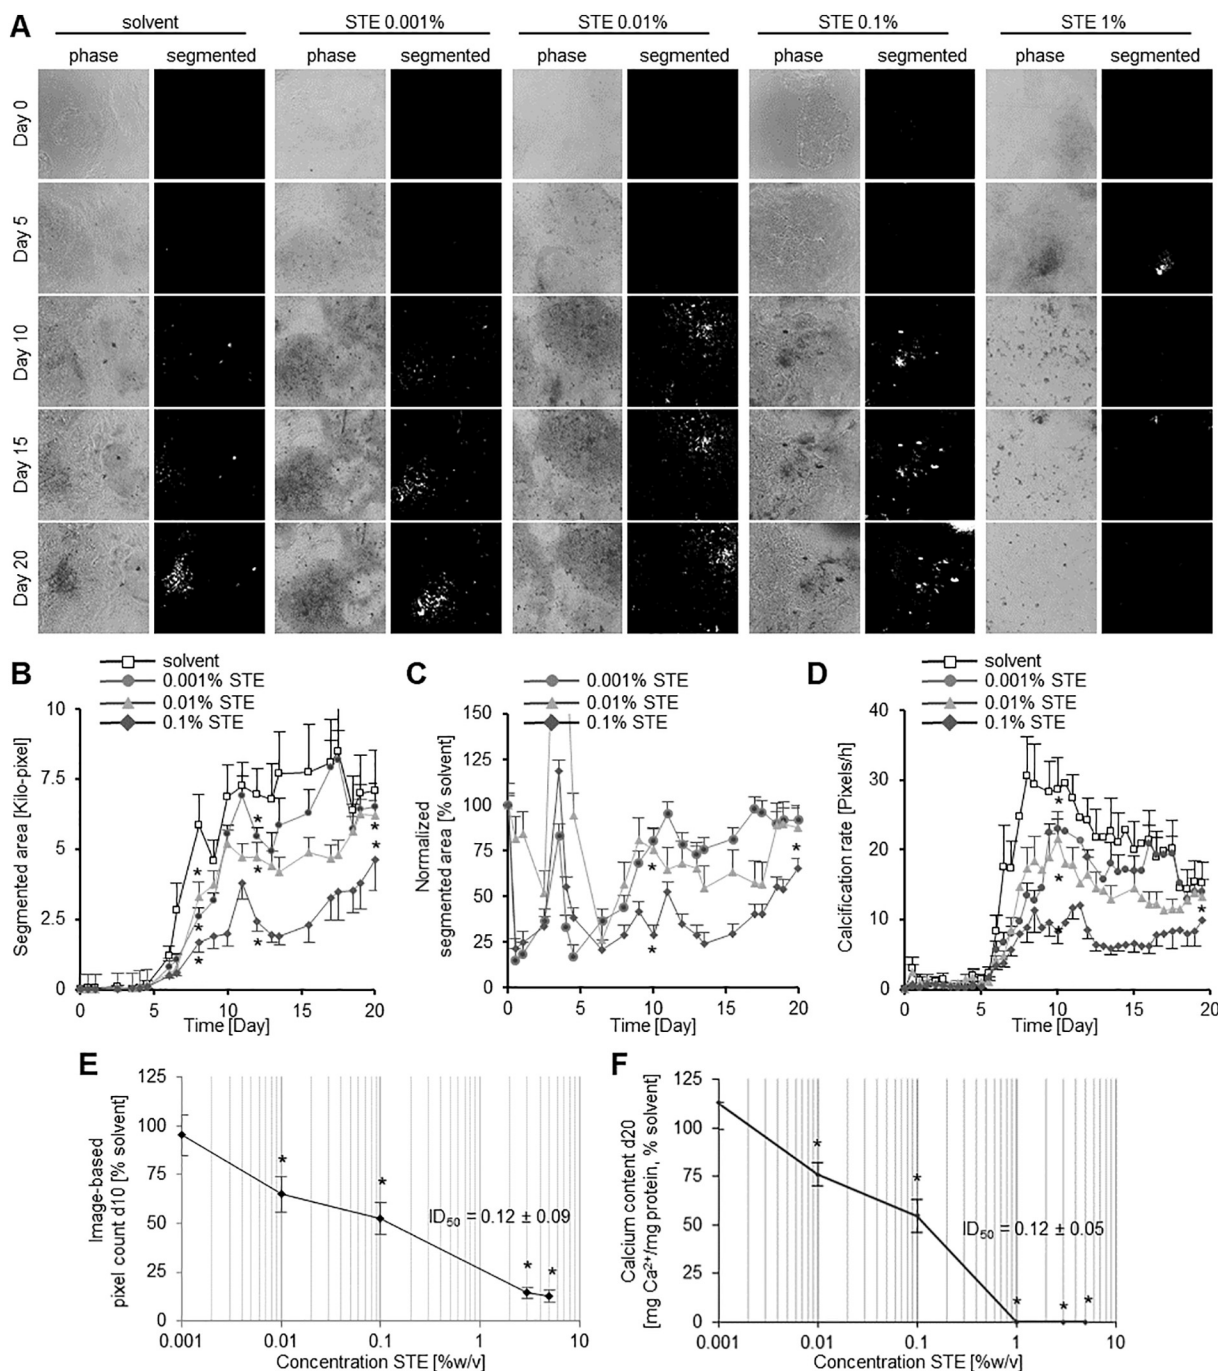 A
solvent STE 0.001% STE 0.01% STE 0.1% STE 1%
phase segmented phase segmented phase segmented phase segmented phase segmented
Day 0
Day 5
Day 10
Day 15
Day 20
B
solvent
0.001% STE
0.01% STE
0.1% STE
Segmented area [Kilo-pixel]
10
7.5
5
2.5
0
* * * * * * *
0 5 10 15 20
Time [Day]
C
0.001% STE
0.01% STE
0.1% STE
Normalized
segmented area [% solvent]
150
125
100
75
50
25
0
* * *
0 5 10 15 20
Time [Day]
D
solvent
0.001% STE
0.01% STE
0.1% STE
Calcification rate [Pixels/h]
40
30
20
10
0
* * * *
0 5 10 15 20
Time [Day]
E
Image-based
pixel count d10 [% solvent]
125
100
75
50
25
0
* * * *
ID50 = 0.12 ± 0.09
0.001 0.01 0.1 1 10
Concentration STE [%w/v]
F
Calcium content d20
[mg Ca²⁺/mg protein, % solvent]
125
100
75
50
25
0
* * * * *
ID50 = 0.12 ± 0.05
0.001 0.01 0.1 1 10
Concentration STE [%w/v]